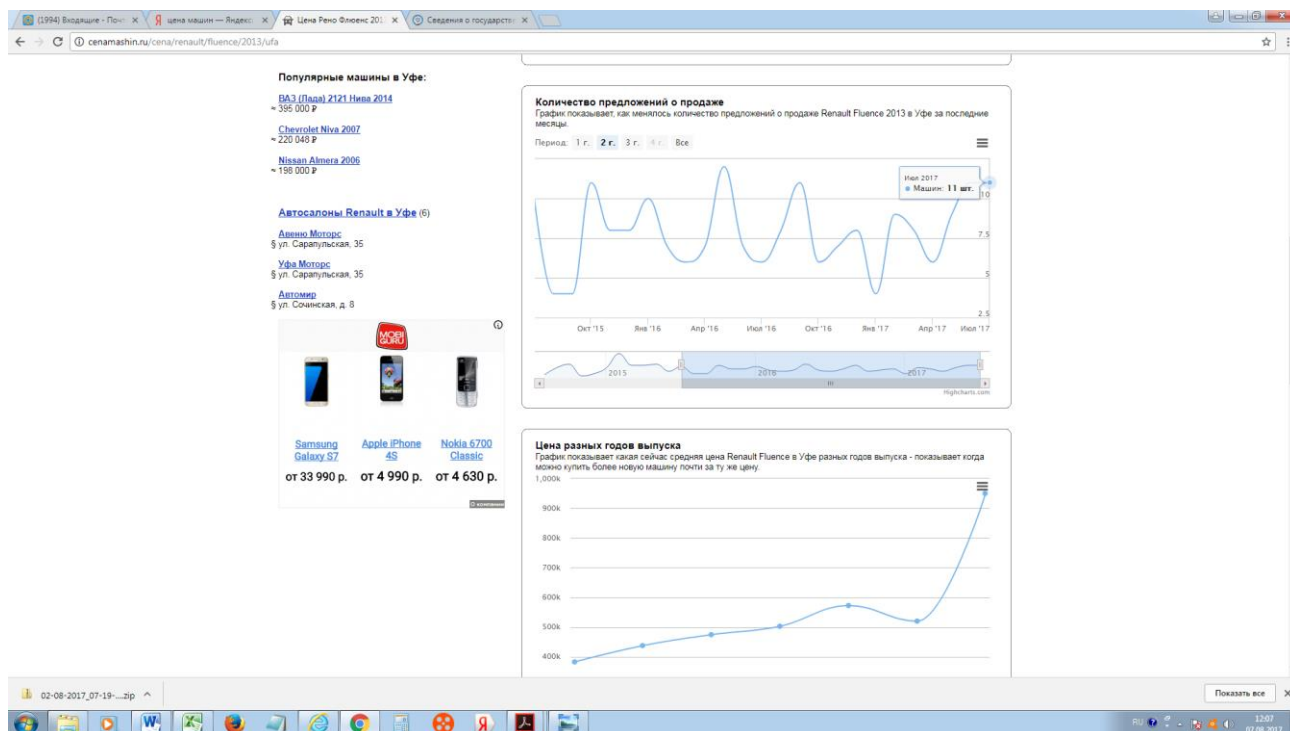 (1994) Входящие - Почт
цена машин — Яндекс:
Цена Рено Флюенс 201
Сведения о государств
cenamashin.ru/cena/renault/fluence/2013/ufa
Популярные машины в Уфе:
ВАЗ (Лада) 2121 Нива 2014
≈ 395 000 ₽
Chevrolet Niva 2007
≈ 220 048 ₽
Nissan Almera 2006
≈ 198 000 ₽
Автосалоны Renault в Уфе (6)
Авеню Моторс
§ ул. Сарапульская, 35
Уфа Моторс
§ ул. Сарапульская, 35
Автомир
§ ул. Сочинская, д. 8
MOBI
GURU
Samsung
Galaxy S7
от 33 990 р.
Apple iPhone
4S
от 4 990 р.
Nokia 6700
Classic
от 4 630 р.
О компании
Количество предложений о продаже
График показывает, как менялось количество предложений о продаже Renault Fluence 2013 в Уфе за последние
месяцы.
Период: 1 г. 2 г. 3 г. 4 г. Все
Июл 2017
Машин: 11 шт.
10
7.5
5
2.5
Окт '15 Янв '16 Апр '16 Июл '16 Окт '16 Янв '17 Апр '17 Июл '17
2015 2016 2017
Highcharts.com
Цена разных годов выпуска
График показывает какая сейчас средняя цена Renault Fluence в Уфе разных годов выпуска - показывает когда
можно купить более новую машину почти за ту же цену.
1,000k
900k
800k
700k
600k
500k
400k
02-08-2017_07-19-....zip
Показать все
RU
12:07
02.08.2017